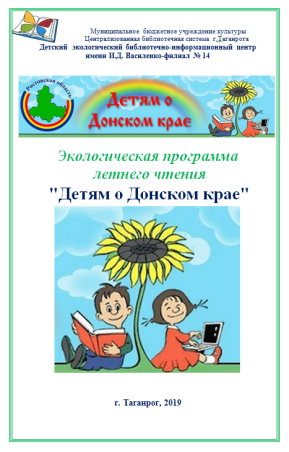 Муниципальное бюджетное учреждение культуры
Централизованная библиотечная система г.Таганрога
Детский экологический библиотечно-информационный центр
имени И.Д. Василенко-филиал № 14
Ростовская область
Детям о
Донском крае
Экологическая программа
летнего чтения
"Детям о Донском крае"
г. Таганрог, 2019